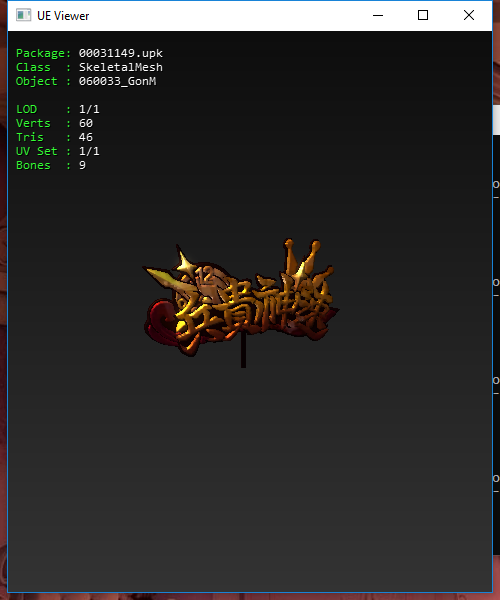 UE Viewer
Package: 00031149.upk
Class : SkeletalMesh
Object : 060033_GonM
LOD : 1/1
Verts : 60
Tris : 46
UV Set : 1/1
Bones : 9